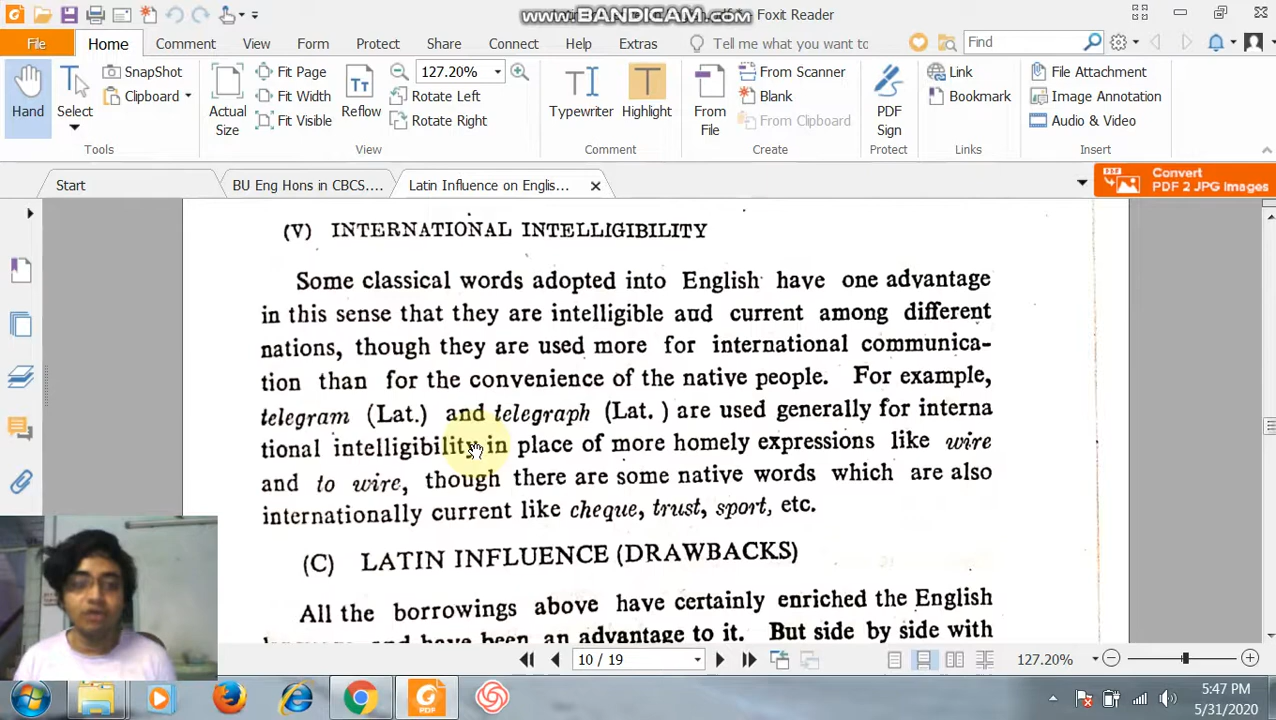 www.BANDICAM.com
Foxit Reader
File
Home
Comment
View
Form
Protect
Share
Connect
Help
Extras
Tell me what you want to
Find
Hand
Select
SnapShot
Clipboard
Actual Size
Fit Page
Fit Width
Fit Visible
Reflow
127.20%
Rotate Left
Rotate Right
Typewriter
Highlight
From File
From Scanner
Blank
From Clipboard
PDF Sign
Link
Bookmark
File Attachment
Image Annotation
Audio & Video
Tools
View
Comment
Create
Protect
Links
Insert
Start
BU Eng Hons in CBCS....
Latin Influence on Englis...
Convert
PDF 2 JPG Images
(V) INTERNATIONAL INTELLIGIBILITY
Some classical words adopted into English have one advantage
in this sense that they are intelligible aud current among different
nations, though they are used more for international communica-
tion than for the convenience of the native people. For example,
telegram (Lat.) and telegraph (Lat. ) are used generally for interna
tional intelligibility in place of more homely expressions like wire
and to wire, though there are some native words which are also
internationally current like cheque, trust, sport, etc.
(C) LATIN INFLUENCE (DRAWBACKS)
All the borrowings above have certainly enriched the English
language and have been an advantage to it. But side by side with
10 / 19
127.20%
PDF
5:47 PM
5/31/2020